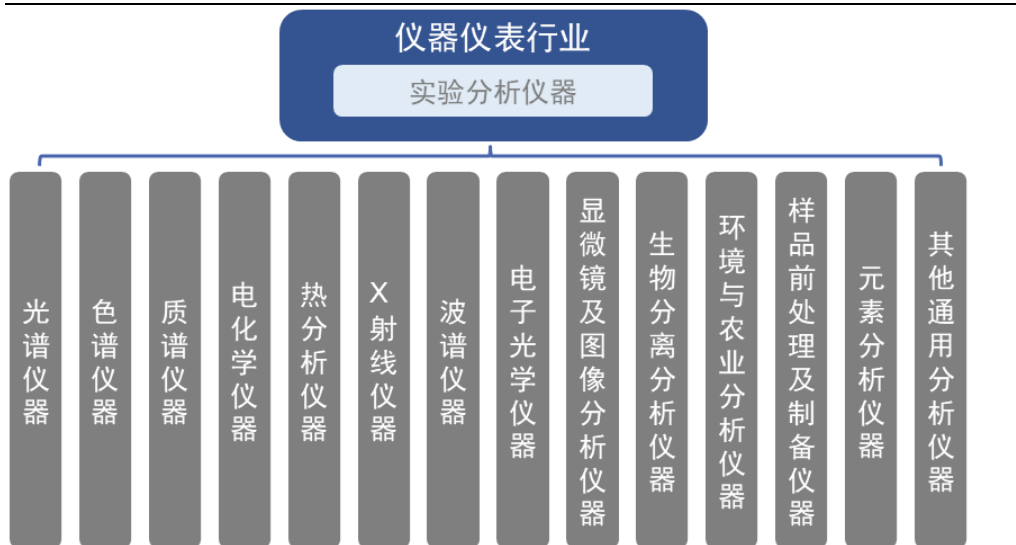 仪器仪表行业
实验分析仪器
光谱仪器
色谱仪器
质谱仪器
电化学仪器
热分析仪器
X射线仪器
波谱仪器
电子光学仪器
显微镜及图像分析仪器
生物分离分析仪器
环境与农业分析仪器
样品前处理及制备仪器
元素分析仪器
其他通用分析仪器